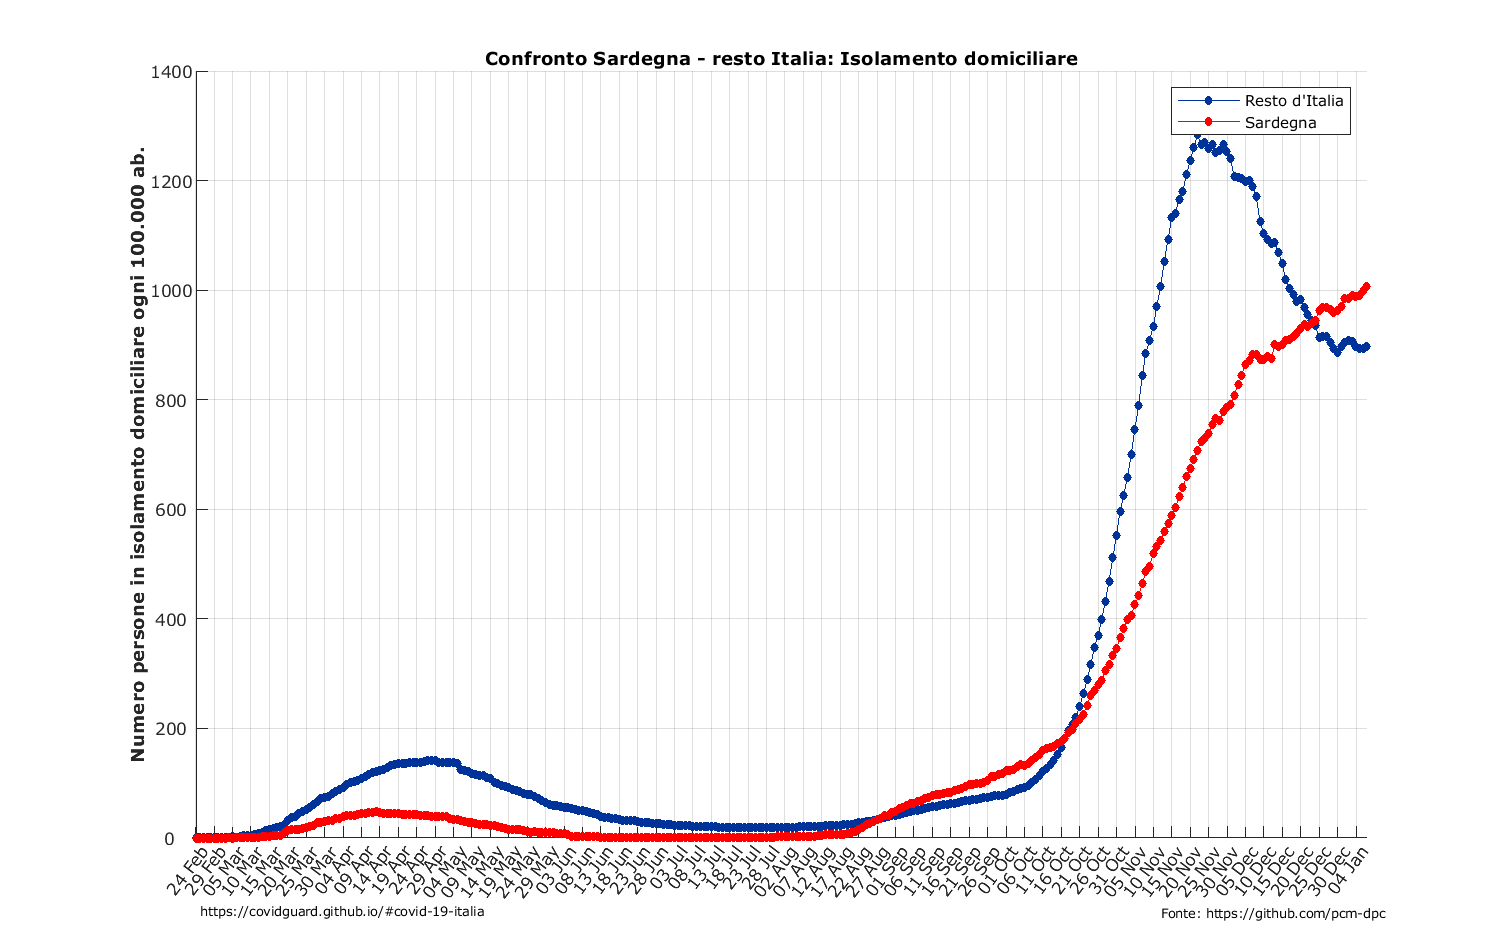 Confronto Sardegna - resto Italia: Isolamento domiciliare
Numero persone in isolamento domiciliare ogni 100.000 ab.
1400
1200
1000
800
600
400
200
0
Resto d'Italia
Sardegna
24 Feb
29 Feb
05 Mar
10 Mar
15 Mar
20 Mar
25 Mar
30 Mar
04 Apr
09 Apr
14 Apr
19 Apr
24 Apr
29 Apr
04 May
09 May
14 May
19 May
24 May
29 May
03 Jun
08 Jun
13 Jun
18 Jun
23 Jun
28 Jun
03 Jul
08 Jul
13 Jul
18 Jul
23 Jul
28 Jul
02 Aug
07 Aug
12 Aug
17 Aug
22 Aug
27 Aug
01 Sep
06 Sep
11 Sep
16 Sep
21 Sep
26 Sep
01 Oct
06 Oct
11 Oct
16 Oct
21 Oct
26 Oct
31 Oct
05 Nov
10 Nov
15 Nov
20 Nov
25 Nov
30 Nov
05 Dec
10 Dec
15 Dec
20 Dec
25 Dec
30 Dec
04 Jan
https://covidguard.github.io/#covid-19-italia
Fonte: https://github.com/pcm-dpc